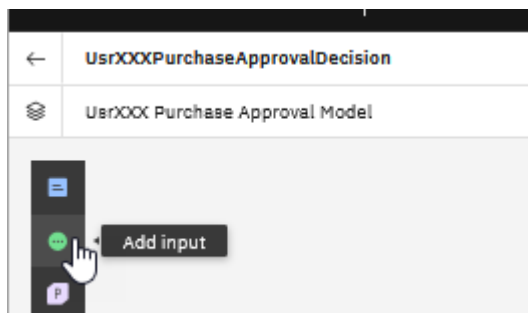 UsrXXXPurchaseApprovalDecision
UsrXXX Purchase Approval Model
Add input
P